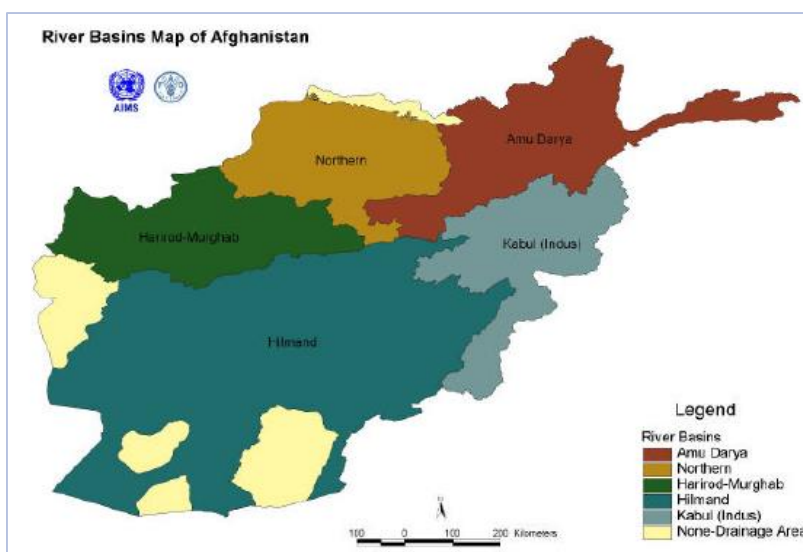 River Basins Map of Afghanistan
AIMS
Northern
Amu Darya
Harirod-Murghab
Kabul (Indus)
Hilmand
Legend
River Basins
Amu Darya
Northern
Harirod-Murghab
Hilmand
Kabul (Indus)
None-Drainage Area
N
100 0 100 200 Kilometers